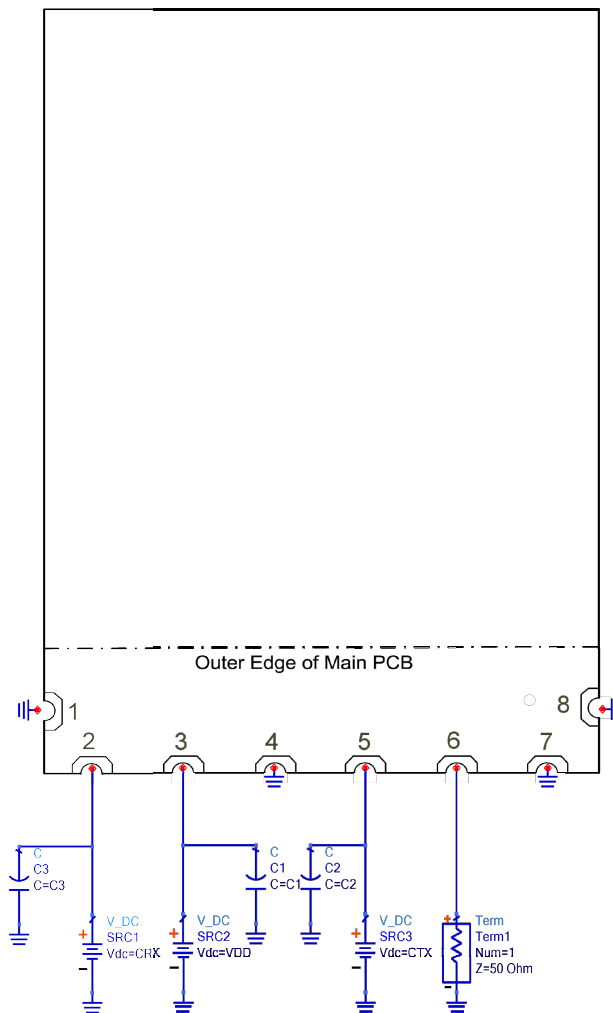 Outer Edge of Main PCB
1
8
2
3
4
5
6
7
C
C3
C=C3
C
C1
C=C1
C
C2
C=C2
V_DC
SRC1
Vdc=CRX
V_DC
SRC2
Vdc=VDD
V_DC
SRC3
Vdc=CTX
Term
Term1
Num=1
Z=50 Ohm